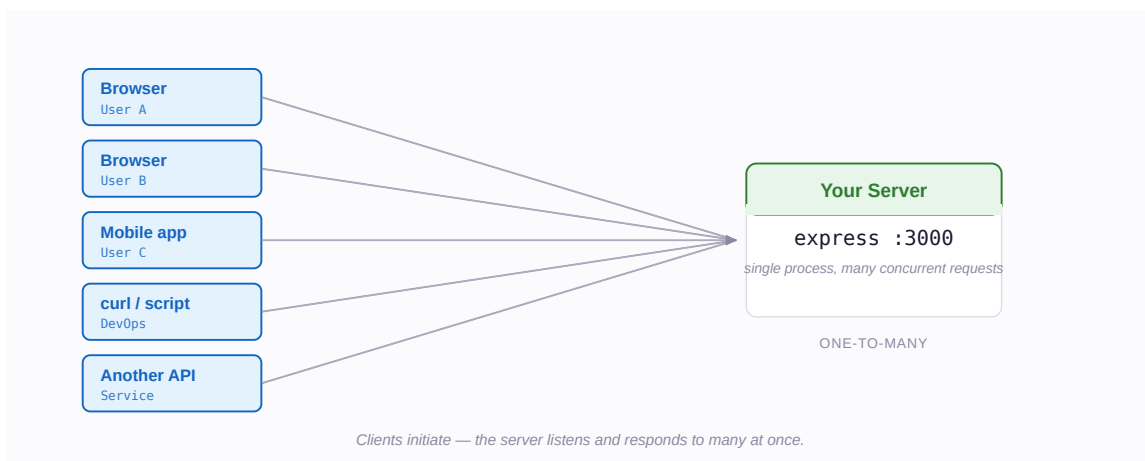 Browser
User A
Browser
User B
Mobile app
User C
curl / script
DevOps
Another API
Service
Your Server
express :3000
single process, many concurrent requests
ONE-TO-MANY
Clients initiate — the server listens and responds to many at once.